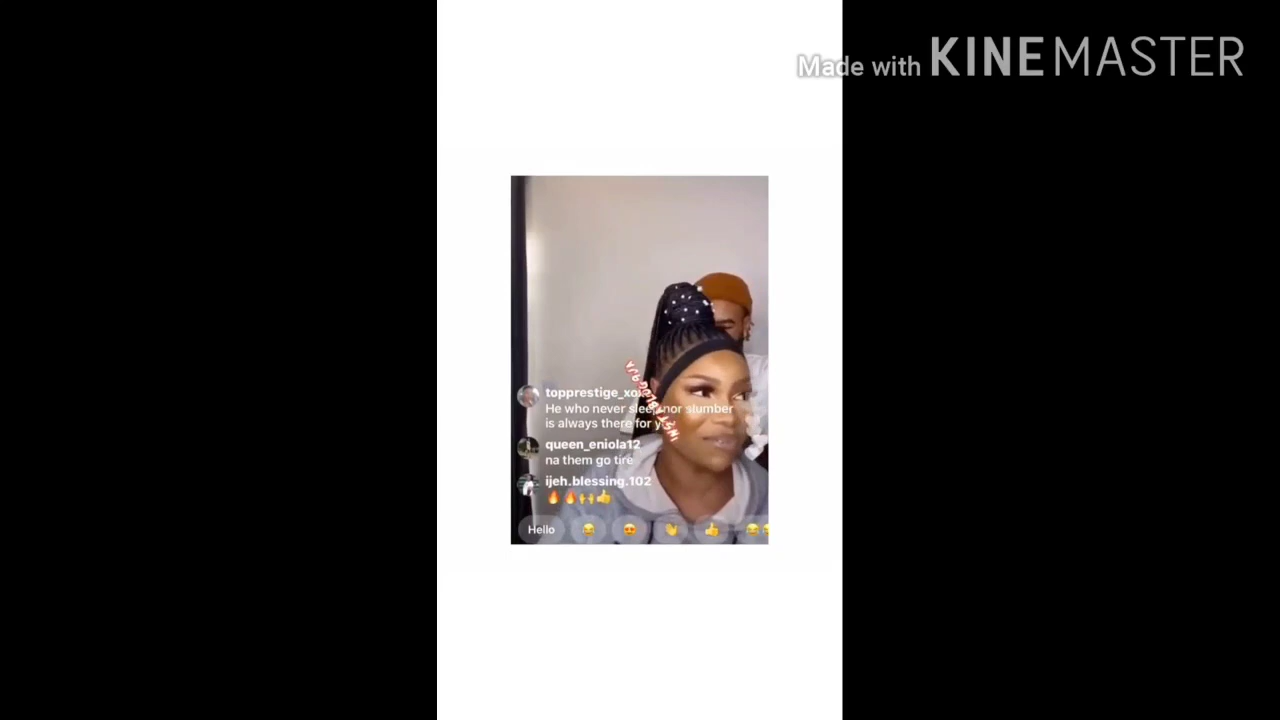 Made with KINEMASTER
INSTABLOG9JA
topprestige_xo
He who never sleep nor slumber
is always there for
queen_eniola12
na them go tire
ijeh.blessing.102
🔥🔥🙌👍
Hello 😂 😍 👏 👍 😂